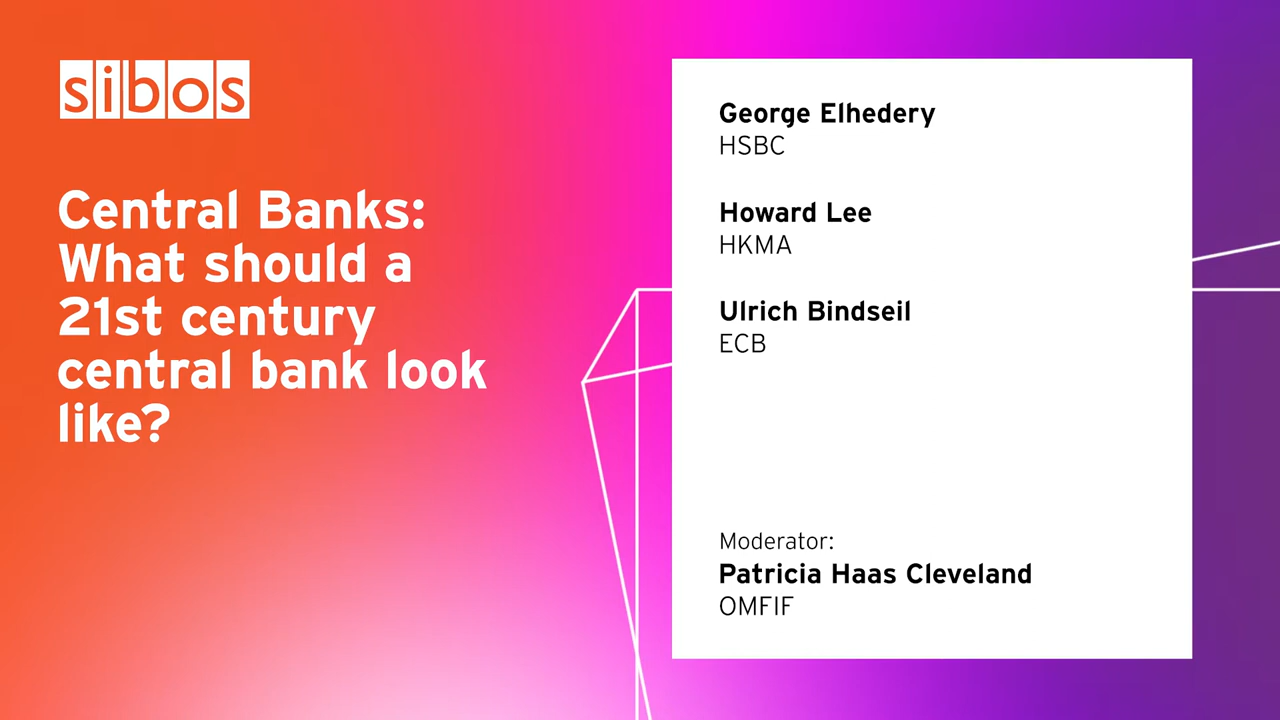 sibos
Central Banks:
What should a
21st century
central bank look
like?
George Elhedery
HSBC
Howard Lee
HKMA
Ulrich Bindseil
ECB
Moderator:
Patricia Haas Cleveland
OMFIF